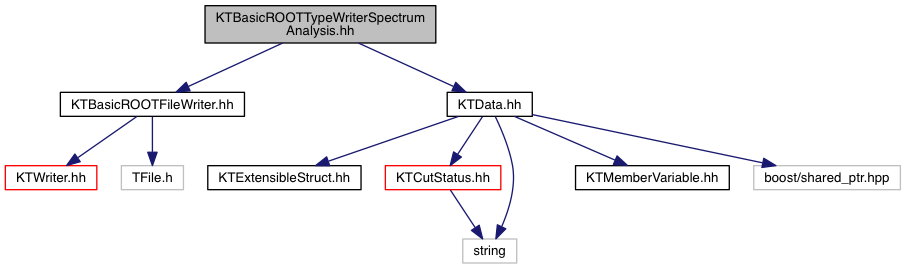 KTBasicROOTTypeWriterSpectrum
Analysis.hh
KTBasicROOTFileWriter.hh
KTData.hh
KTWriter.hh
TFile.h
KTExtensibleStruct.hh
KTCutStatus.hh
KTMemberVariable.hh
boost/shared_ptr.hpp
string